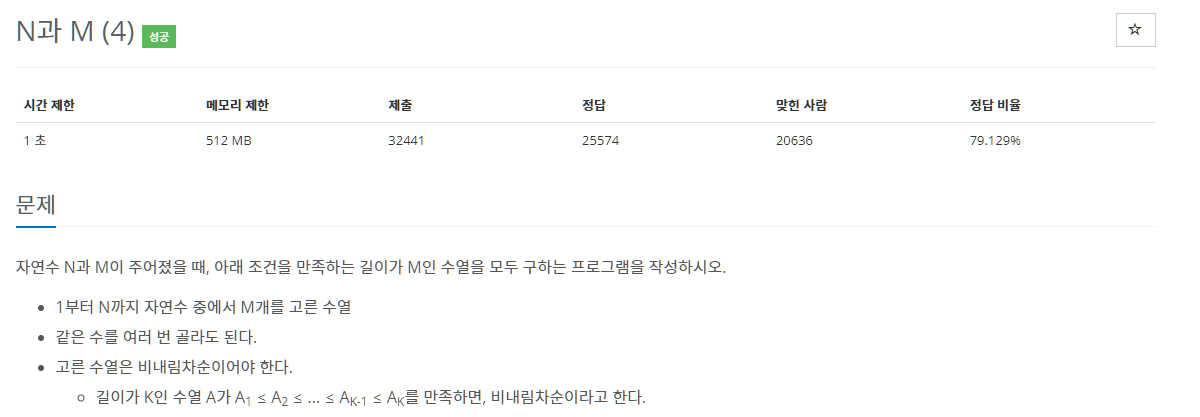 N과 M (4) 성공
☆
시간 제한 메모리 제한 제출 정답 맞힌 사람 정답 비율
1 초 512 MB 32441 25574 20636 79.129%
문제
자연수 N과 M이 주어졌을 때, 아래 조건을 만족하는 길이가 M인 수열을 모두 구하는 프로그램을 작성하시오.
• 1부터 N까지 자연수 중에서 M개를 고른 수열
• 같은 수를 여러 번 골라도 된다.
• 고른 수열은 비내림차순이어야 한다.
◦ 길이가 K인 수열 A가 A₁ ≤ A₂ ≤ ... ≤ A_K-1 ≤ A_K를 만족하면, 비내림차순이라고 한다.